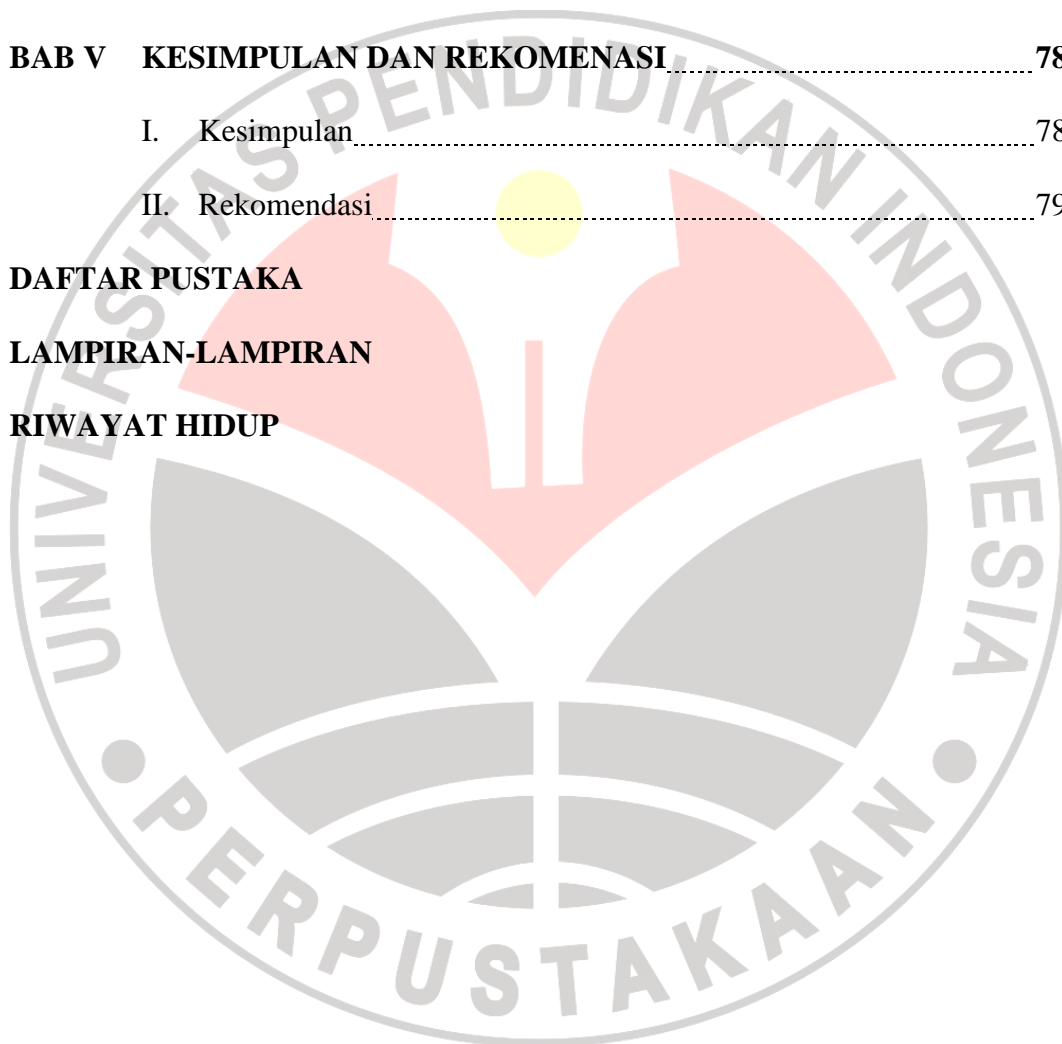 BAB V KESIMPULAN DAN REKOMENASI 78
I. Kesimpulan 78
II. Rekomendasi 79
DAFTAR PUSTAKA
LAMPIRAN-LAMPIRAN
RIWAYAT HIDUP
UNIVERSITAS PENDIDIKAN INDONESIA
PERPUSTAKAAN